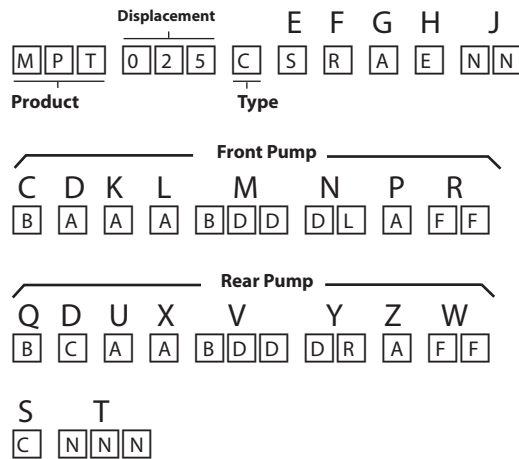 Displacement
E F G H J
M P T 0 2 5 C S R A E N N
Product Type
Front Pump
C D K L M N P R
B A A A B D D D L A F F
Rear Pump
Q D U X V Y Z W
B C A A B D D D R A F F
S T
C N N N